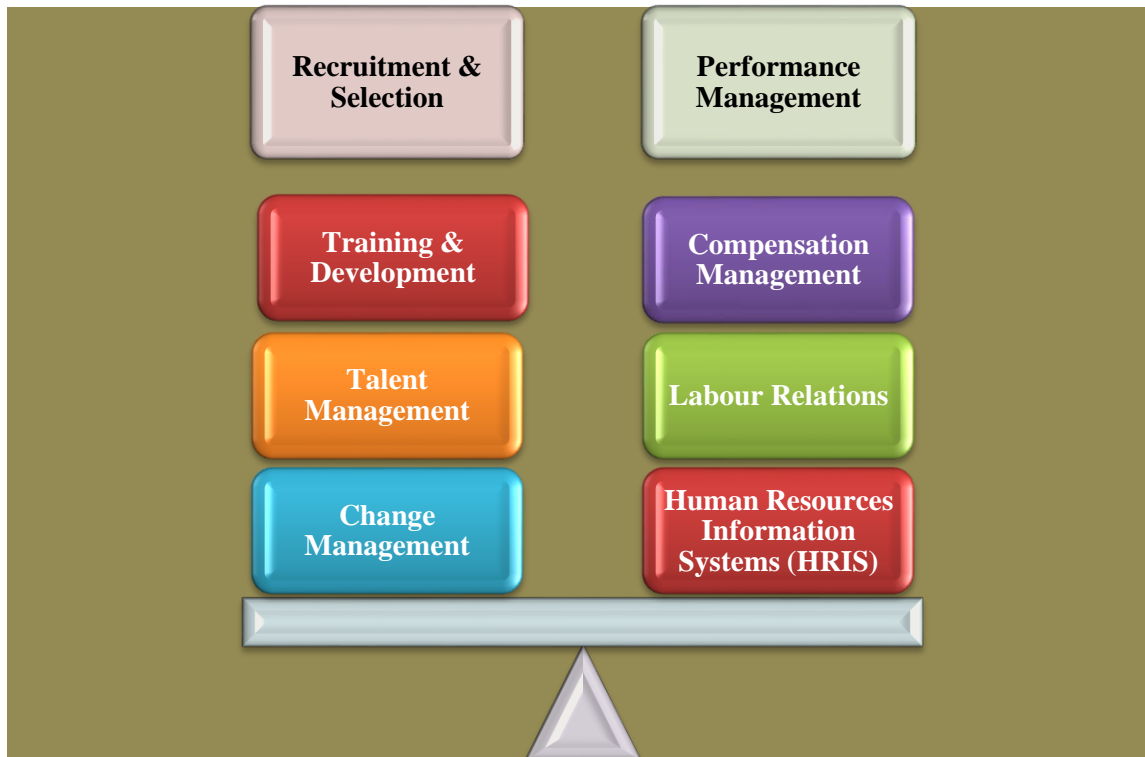 Recruitment &
Selection
Performance
Management
Training &
Development
Compensation
Management
Talent
Management
Labour Relations
Change
Management
Human Resources
Information
Systems (HRIS)